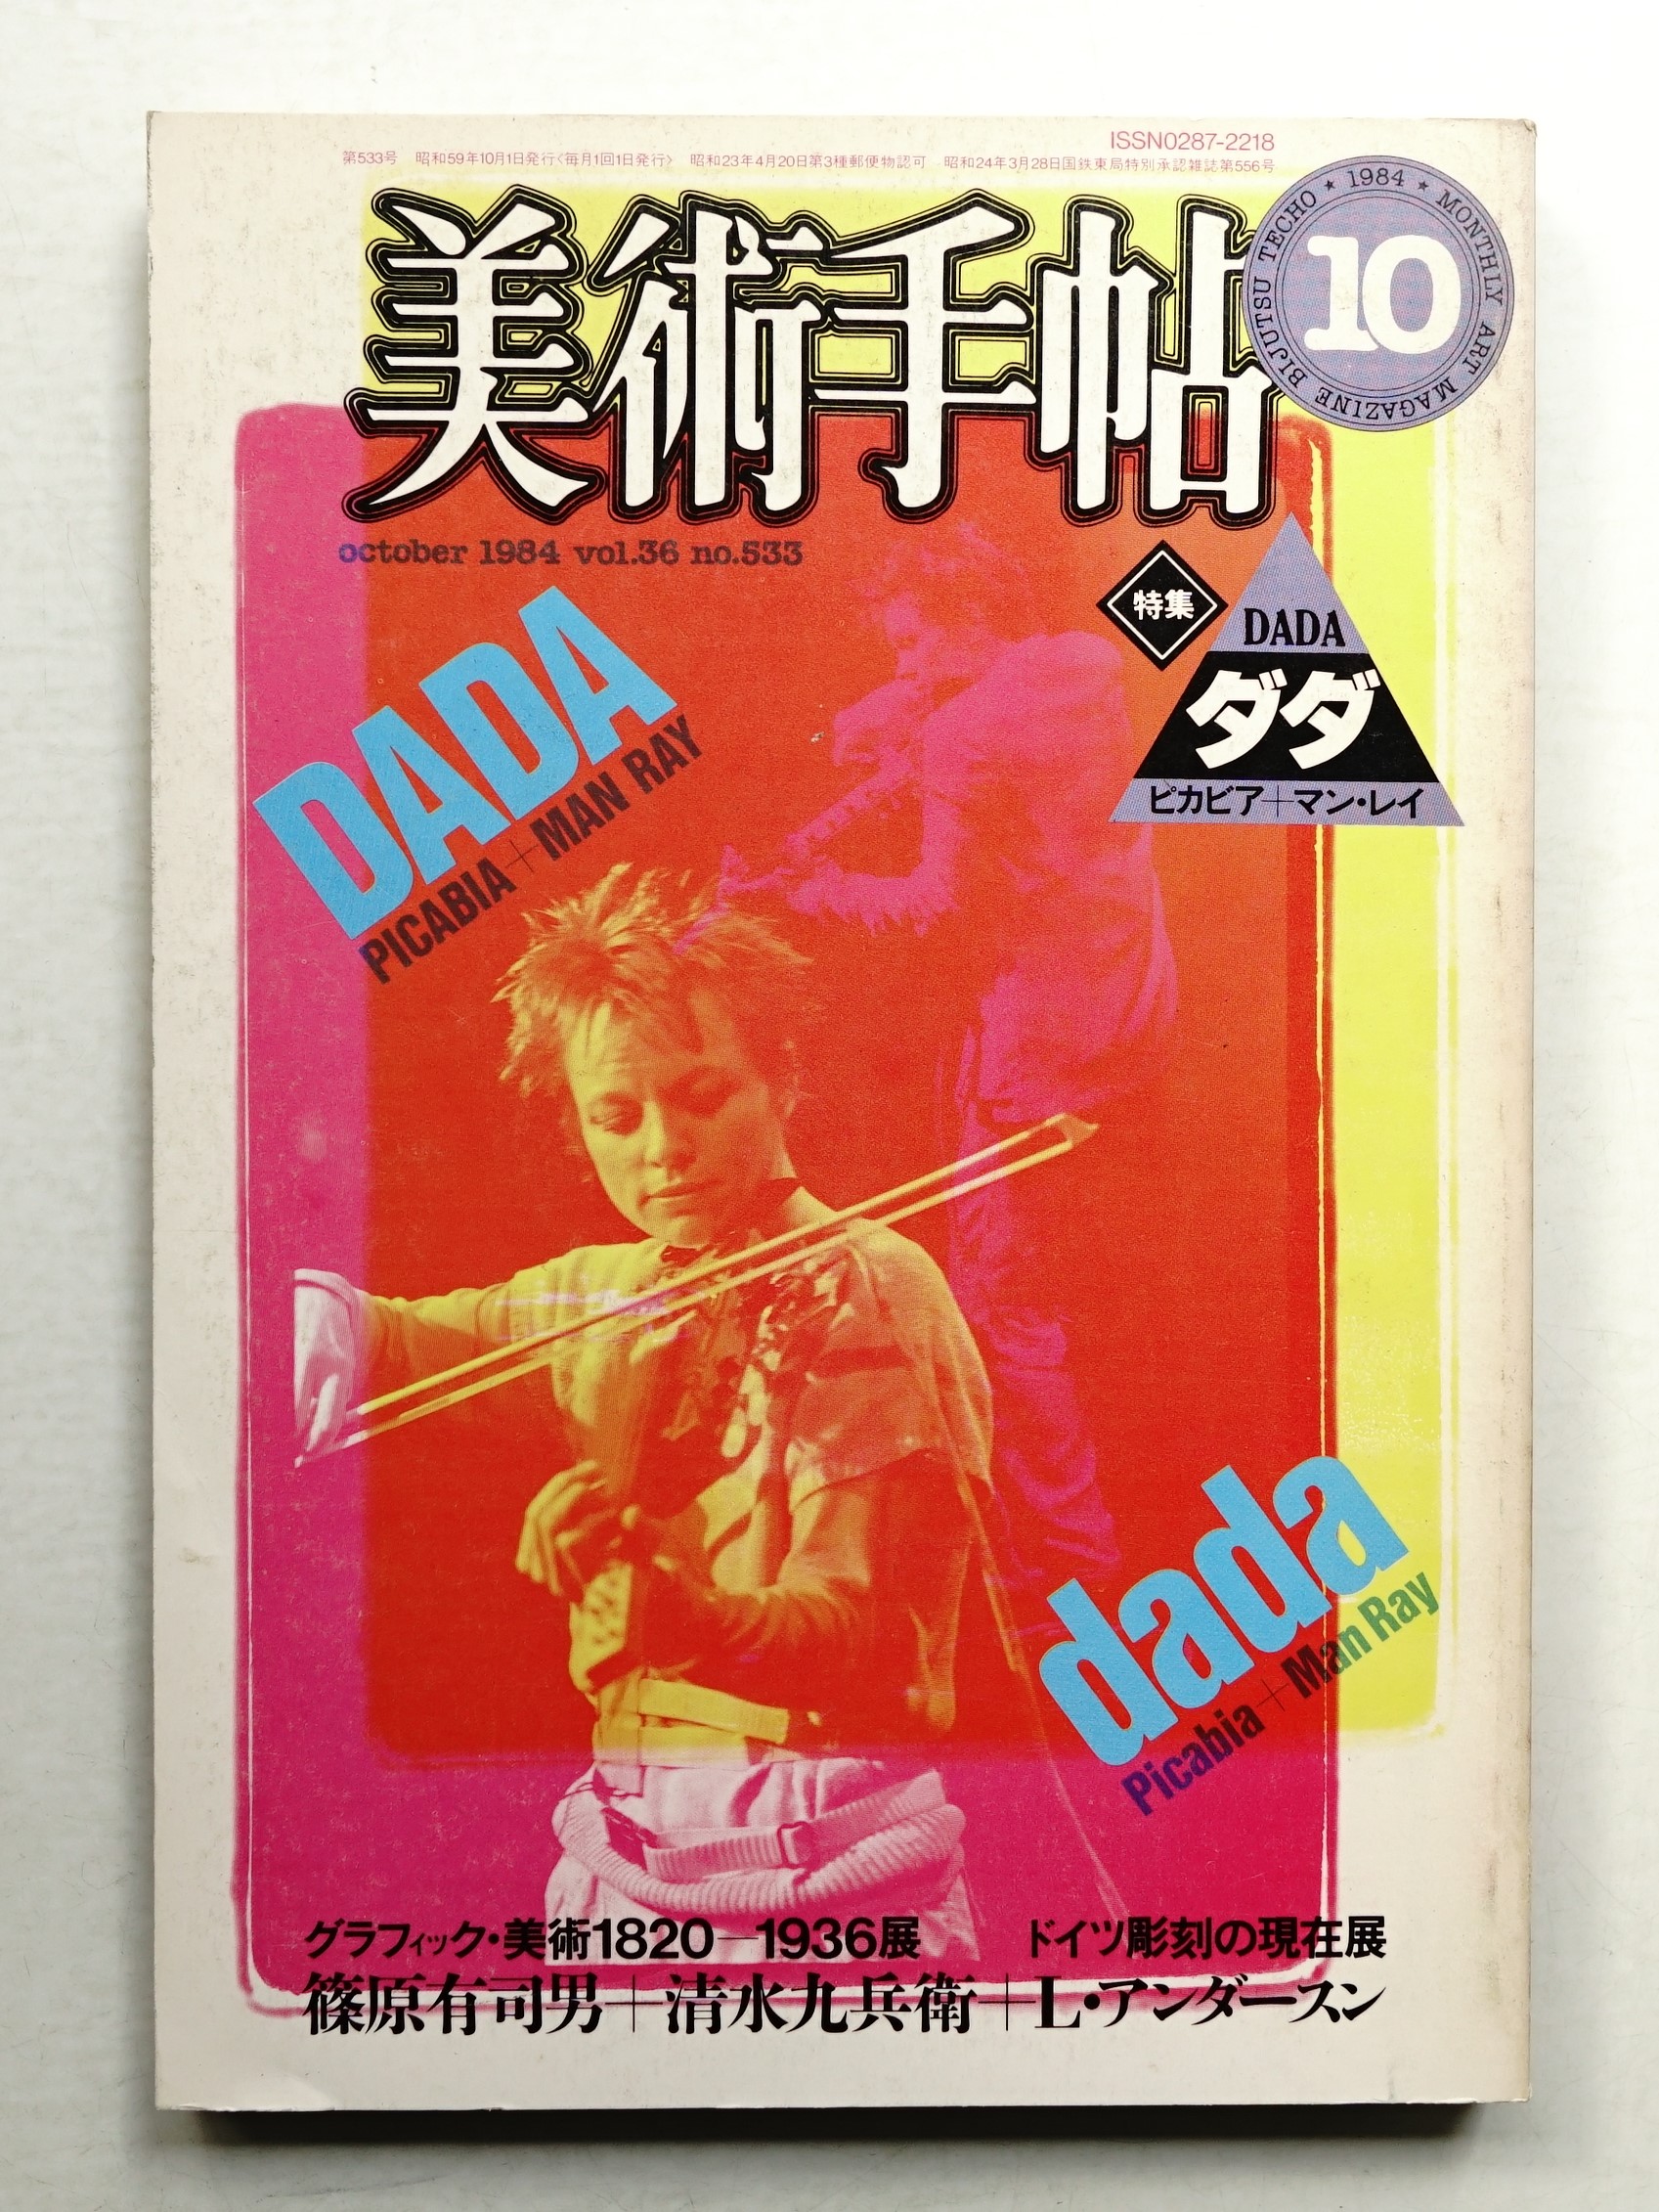 ISSN0287-2218
第533号 昭和59年10月1日発行〈毎月1回1日発行〉 昭和23年4月20日第3種郵便物認可 昭和24年3月28日国鉄東局特別承認雑誌第556号
美術手帖
BIJUTSU TECHO ★ 1984 ★ MONTHLY ART MAGAZINE
10
october 1984 vol.36 no.533
特集
DADA
ダダ
ピカビア+マン・レイ
DADA
PICABIA+MAN RAY
dada
Picabia+Man Ray
グラフィック・美術1820—1936展 ドイツ彫刻の現在展
篠原有司男+清水九兵衛+L・アンダースン